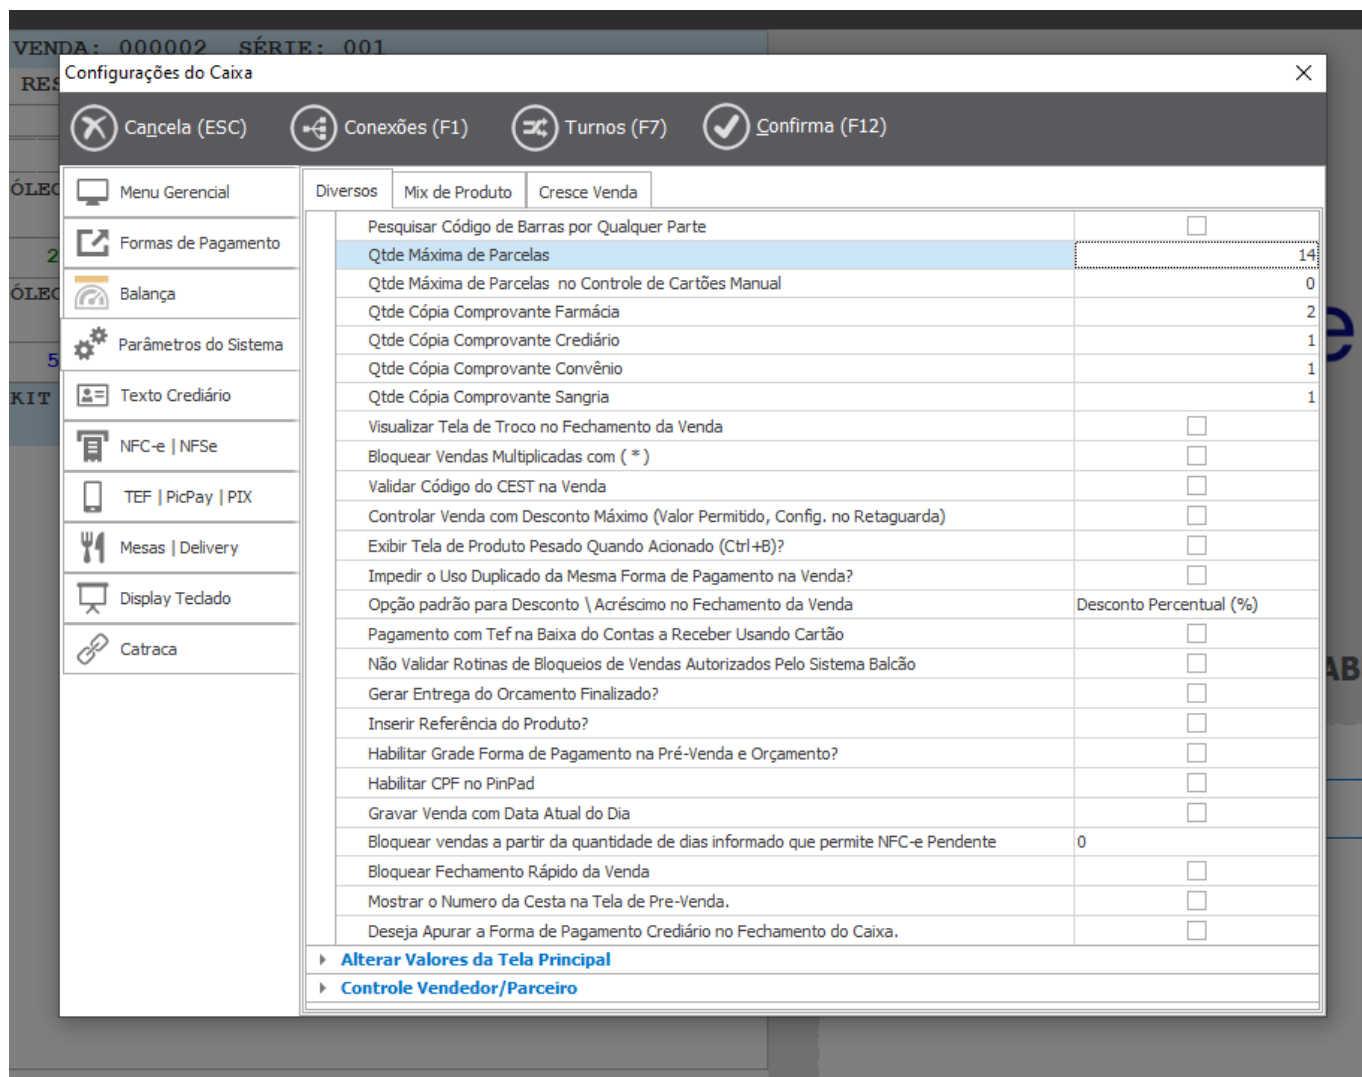 VENDA: 000002 SÉRIE: 001
RES
Configurações do Caixa
Cancela (ESC)
Conexões (F1)
Turnos (F7)
Confirma (F12)
Menu Gerencial
Formas de Pagamento
Balança
Parâmetros do Sistema
Texto Crediário
NFC-e | NFSe
TEF | PicPay | PIX
Mesas | Delivery
Display Teclado
Catraca
ÓLEO
2
ÓLEO
5
KIT
Diversos
Mix de Produto
Cresce Venda
Pesquisar Código de Barras por Qualquer Parte
Qtde Máxima de Parcelas 14
Qtde Máxima de Parcelas no Controle de Cartões Manual 0
Qtde Cópia Comprovante Farmácia 2
Qtde Cópia Comprovante Crediário 1
Qtde Cópia Comprovante Convênio 1
Qtde Cópia Comprovante Sangria 1
Visualizar Tela de Troco no Fechamento da Venda
Bloquear Vendas Multiplicadas com ( * )
Validar Código do CEST na Venda
Controlar Venda com Desconto Máximo (Valor Permitido, Config. no Retaguarda)
Exibir Tela de Produto Pesado Quando Acionado (Ctrl+B)?
Impedir o Uso Duplicado da Mesma Forma de Pagamento na Venda?
Opção padrão para Desconto \ Acréscimo no Fechamento da Venda Desconto Percentual (%)
Pagamento com Tef na Baixa do Contas a Receber Usando Cartão
Não Validar Rotinas de Bloqueios de Vendas Autorizados Pelo Sistema Balcão
Gerar Entrega do Orcamento Finalizado?
Inserir Referência do Produto?
Habilitar Grade Forma de Pagamento na Pré-Venda e Orçamento?
Habilitar CPF no PinPad
Gravar Venda com Data Atual do Dia
Bloquear vendas a partir da quantidade de dias informado que permite NFC-e Pendente 0
Bloquear Fechamento Rápido da Venda
Mostrar o Numero da Cesta na Tela de Pre-Venda.
Deseja Apurar a Forma de Pagamento Crediário no Fechamento do Caixa.
Alterar Valores da Tela Principal
Controle Vendedor/Parceiro
e
AB